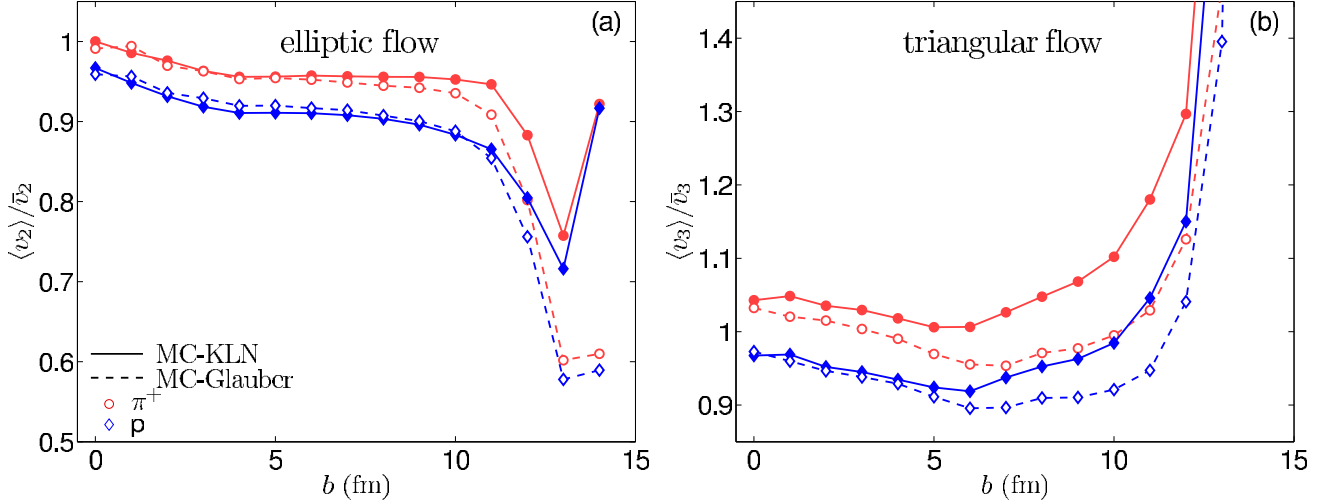 (a)
elliptic flow
1
0.9
0.8
0.7
0.6
0.5
⟨v₂⟩/v̄₂
MC-KLN
MC-Glauber
π⁺
p
0 5 10 15
b (fm)
(b)
triangular flow
1.4
1.3
1.2
1.1
1
0.9
⟨v₃⟩/v̄₃
0 5 10 15
b (fm)